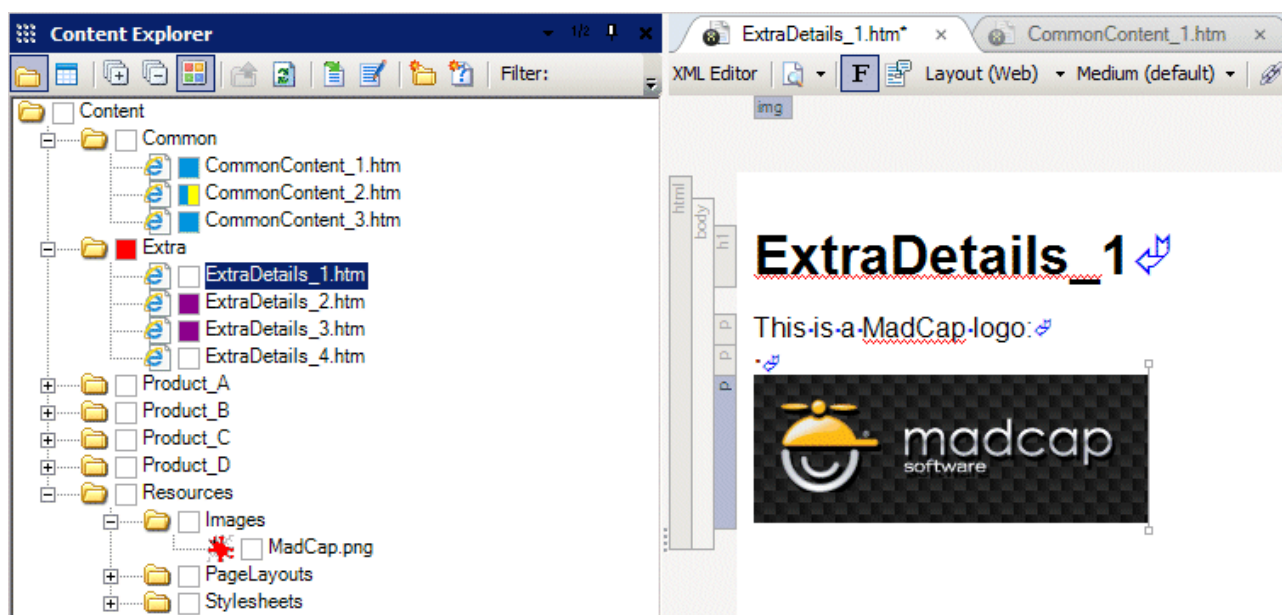 Content Explorer
1/2
Filter:
Content
Common
CommonContent_1.htm
CommonContent_2.htm
CommonContent_3.htm
Extra
ExtraDetails_1.htm
ExtraDetails_2.htm
ExtraDetails_3.htm
ExtraDetails_4.htm
Product_A
Product_B
Product_C
Product_D
Resources
Images
MadCap.png
PageLayouts
Stylesheets
ExtraDetails_1.htm*
CommonContent_1.htm
XML Editor F Layout (Web) Medium (default)
img
html
body
h1
ExtraDetails_1
p
This is a MadCap logo:
p
p
madcap
software